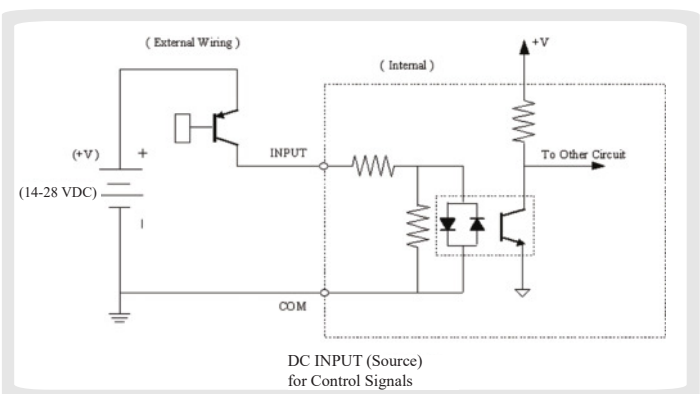 ( External Wiring )
+V
( Internal )
INPUT
To Other Circuit
(+V)
+
(14-28 VDC)
COM
DC INPUT (Source)
for Control Signals